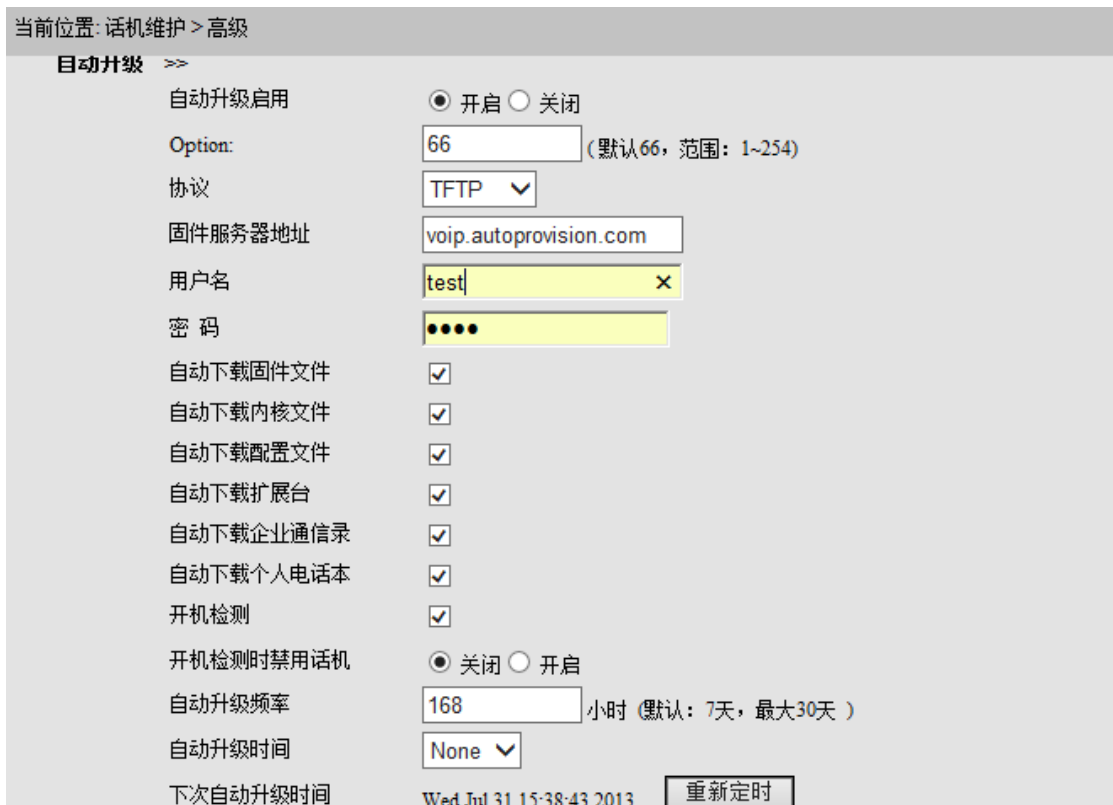 当前位置: 话机维护 > 高级
自动升级 >>
自动升级启用 开启 关闭
Option: 66 (默认66，范围：1~254)
协议 TFTP
固件服务器地址 voip.autoprovision.com
用户名 test
密 码 ●●●●
自动下载固件文件
自动下载内核文件
自动下载配置文件
自动下载扩展台
自动下载企业通信录
自动下载个人电话本
开机检测
开机检测时禁用话机 关闭 开启
自动升级频率 168 小时 (默认：7天，最大30天 )
自动升级时间 None
下次自动升级时间 Wed Jul 31 15:38:43 2013 重新定时